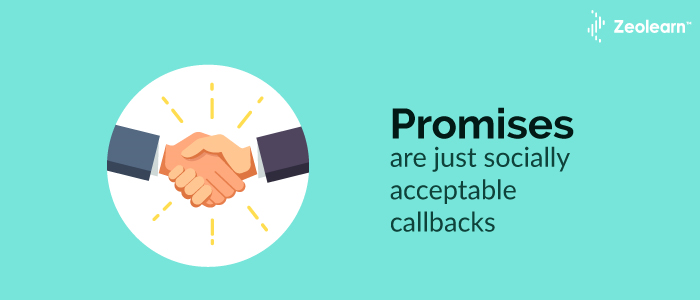 Zeolearn™
Promises
are just socially
acceptable
callbacks